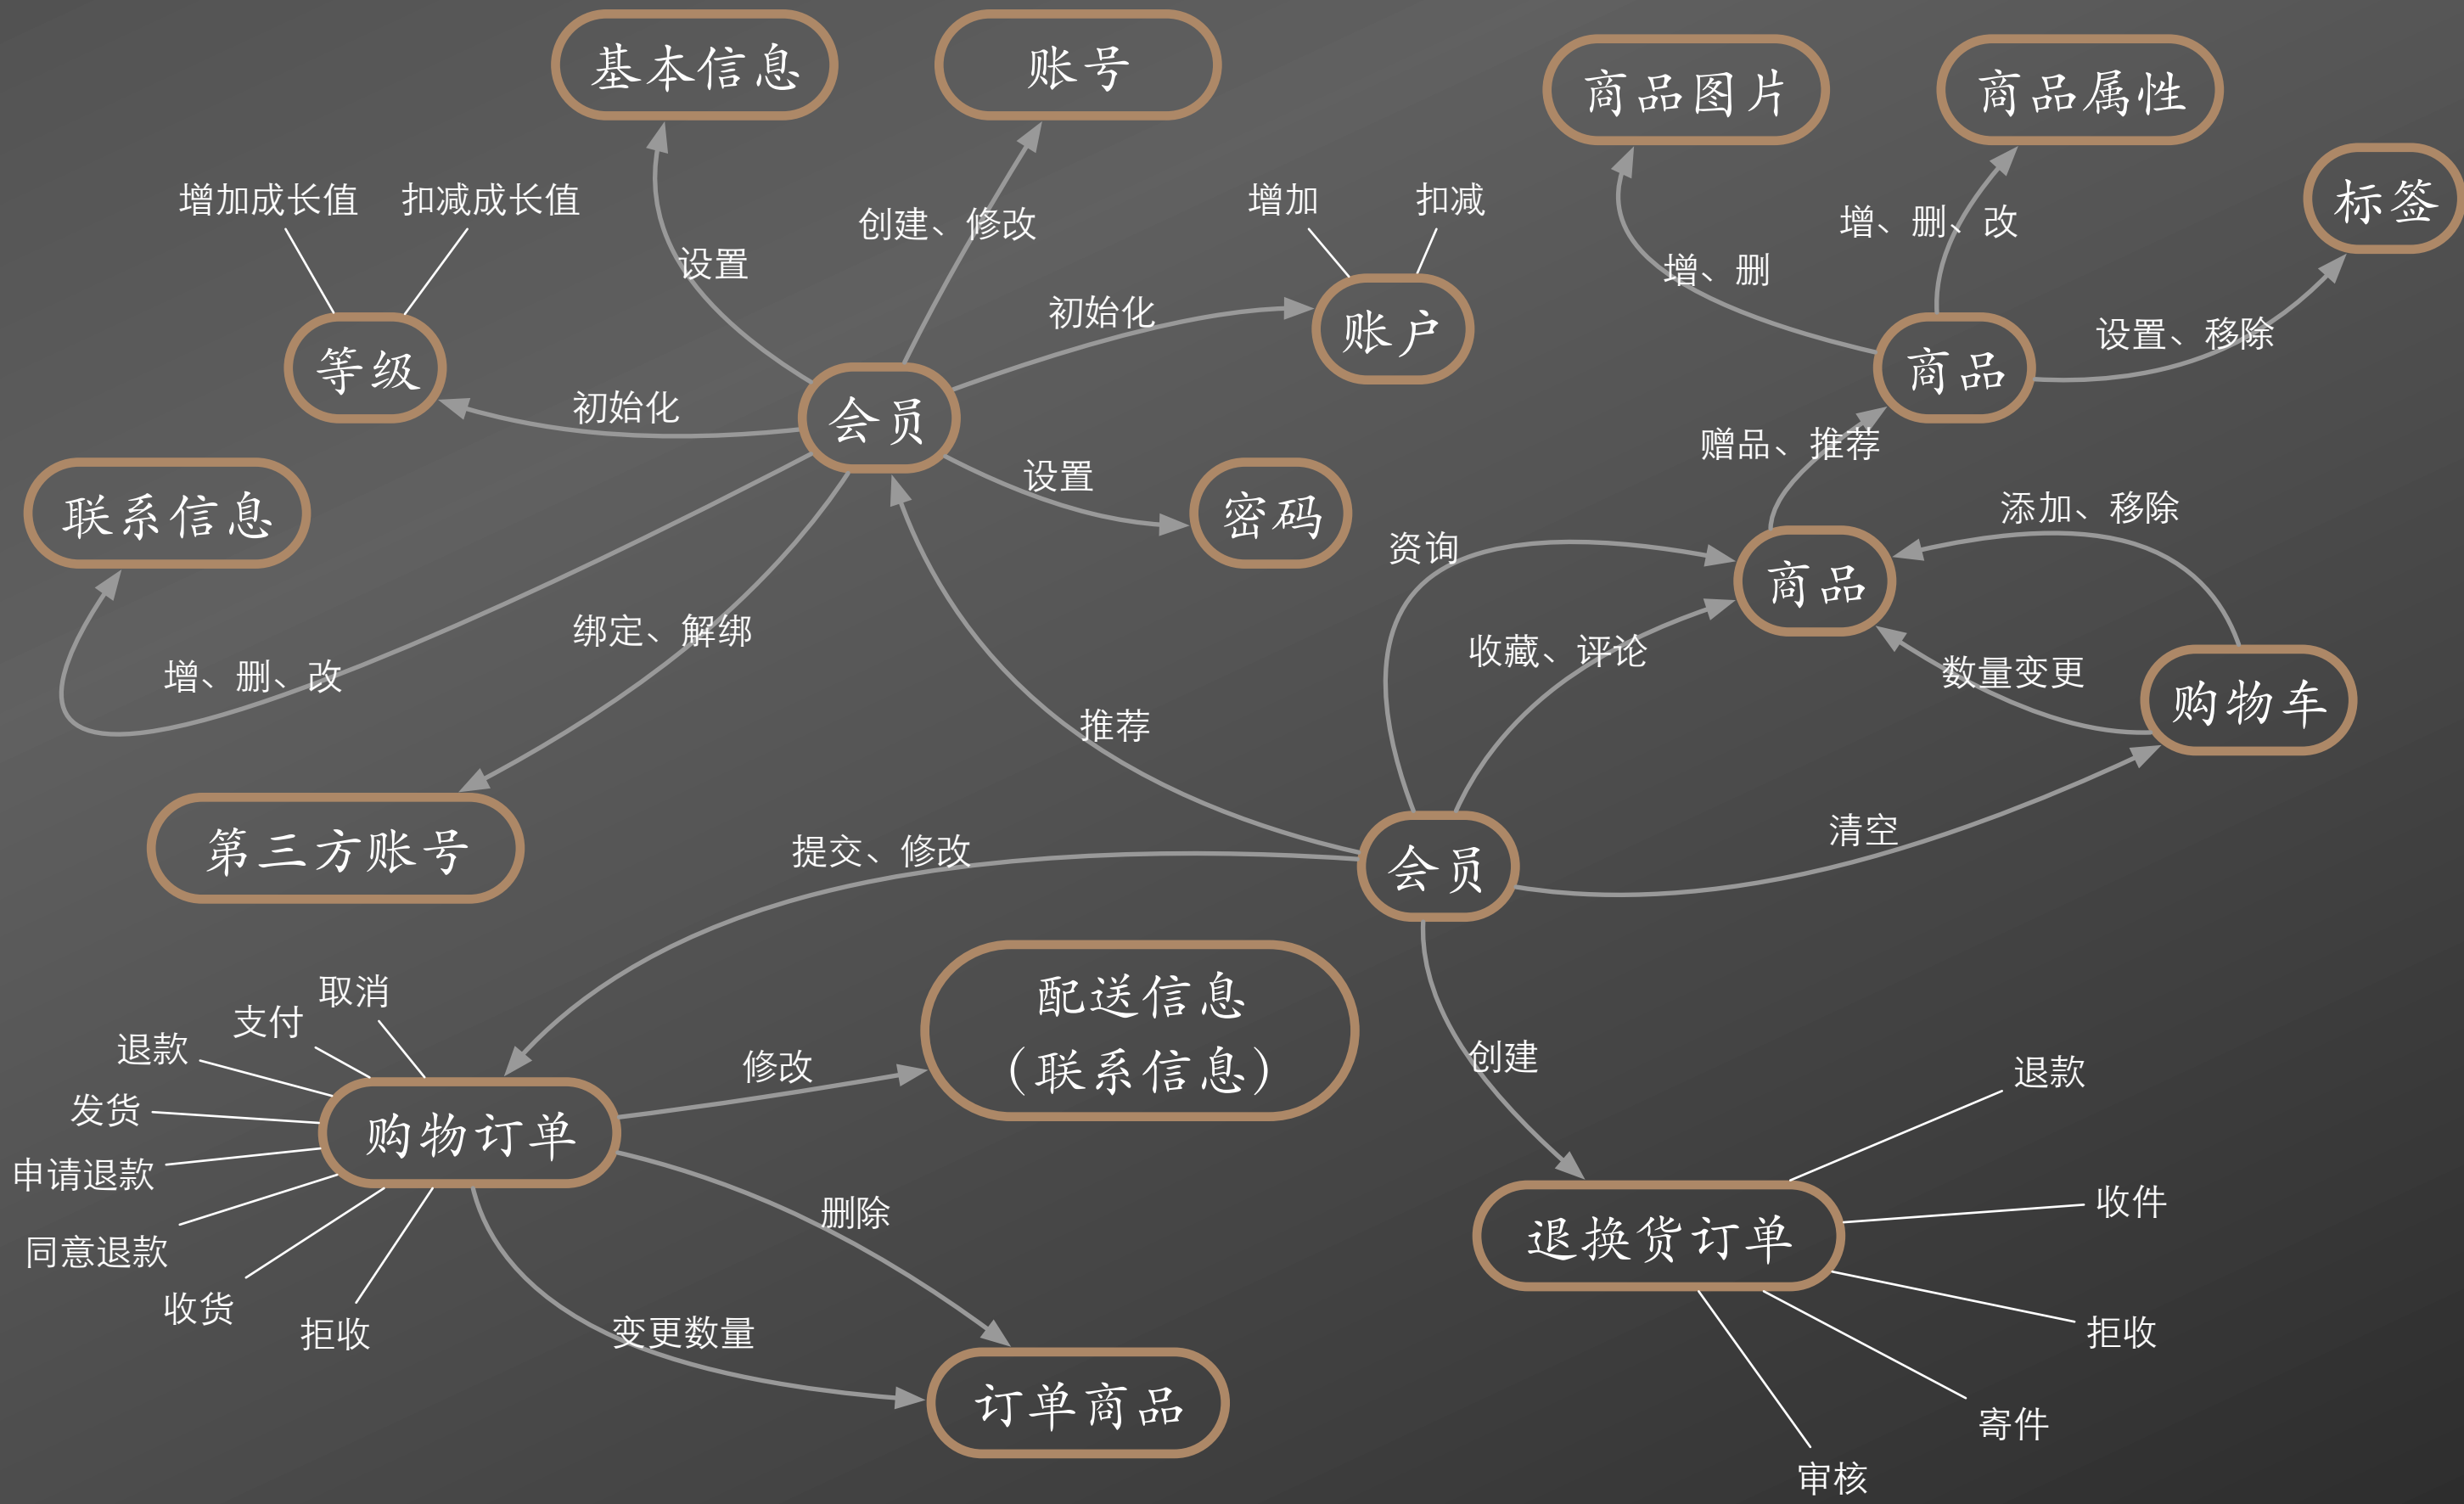 基本信息
账号
商品图片
商品属性
标签
增加成长值
扣减成长值
创建、修改
增加
扣减
增、删、改
设置
增、删
初始化
账户
设置、移除
等级
商品
初始化
会员
赠品、推荐
设置
联系信息
密码
添加、移除
咨询
商品
绑定、解绑
收藏、评论
增、删、改
数量变更
购物车
推荐
清空
第三方账号
提交、修改
会员
取消
支付
配送信息
（联系信息）
退款
修改
创建
退款
发货
购物订单
申请退款
收件
删除
同意退款
退换货订单
收货
拒收
变更数量
拒收
订单商品
寄件
审核